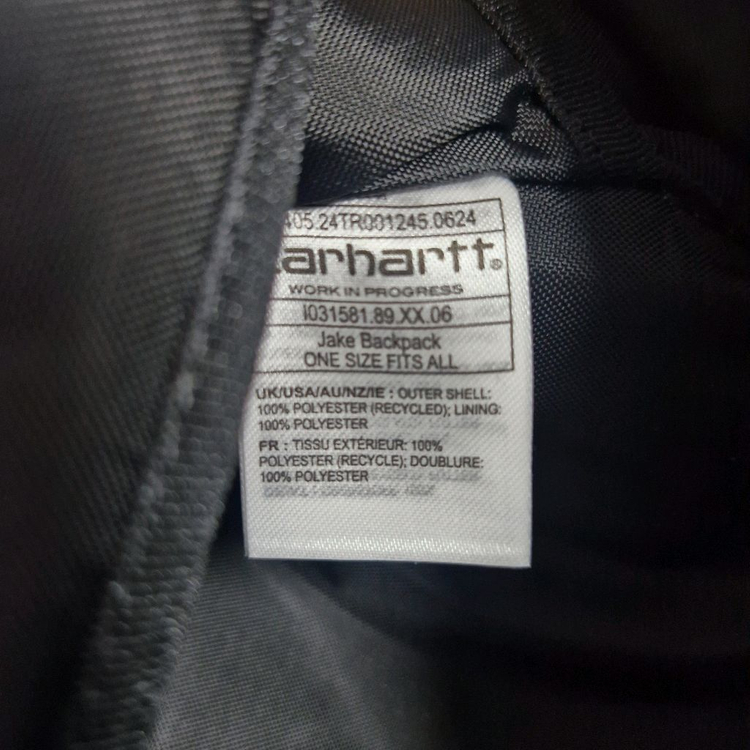 405.24TR001245.0624
carhartt®
WORK IN PROGRESS
I031581.89.XX.06
Jake Backpack
ONE SIZE FITS ALL
UK/USA/AU/NZ/IE : OUTER SHELL:
100% POLYESTER (RECYCLED); LINING:
100% POLYESTER
FR : TISSU EXTÉRIEUR: 100%
POLYESTER (RECYCLE); DOUBLURE:
100% POLYESTER